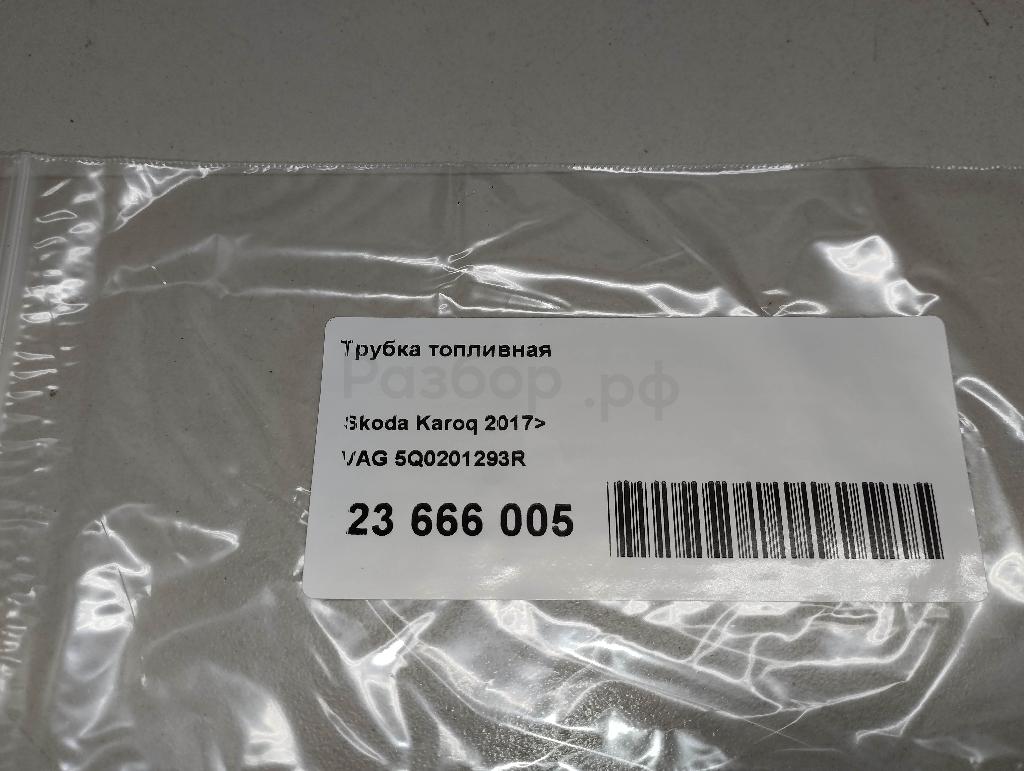 Трубка топливная
Разбор.рф
Skoda Karoq 2017>
VAG 5Q0201293R
23 666 005